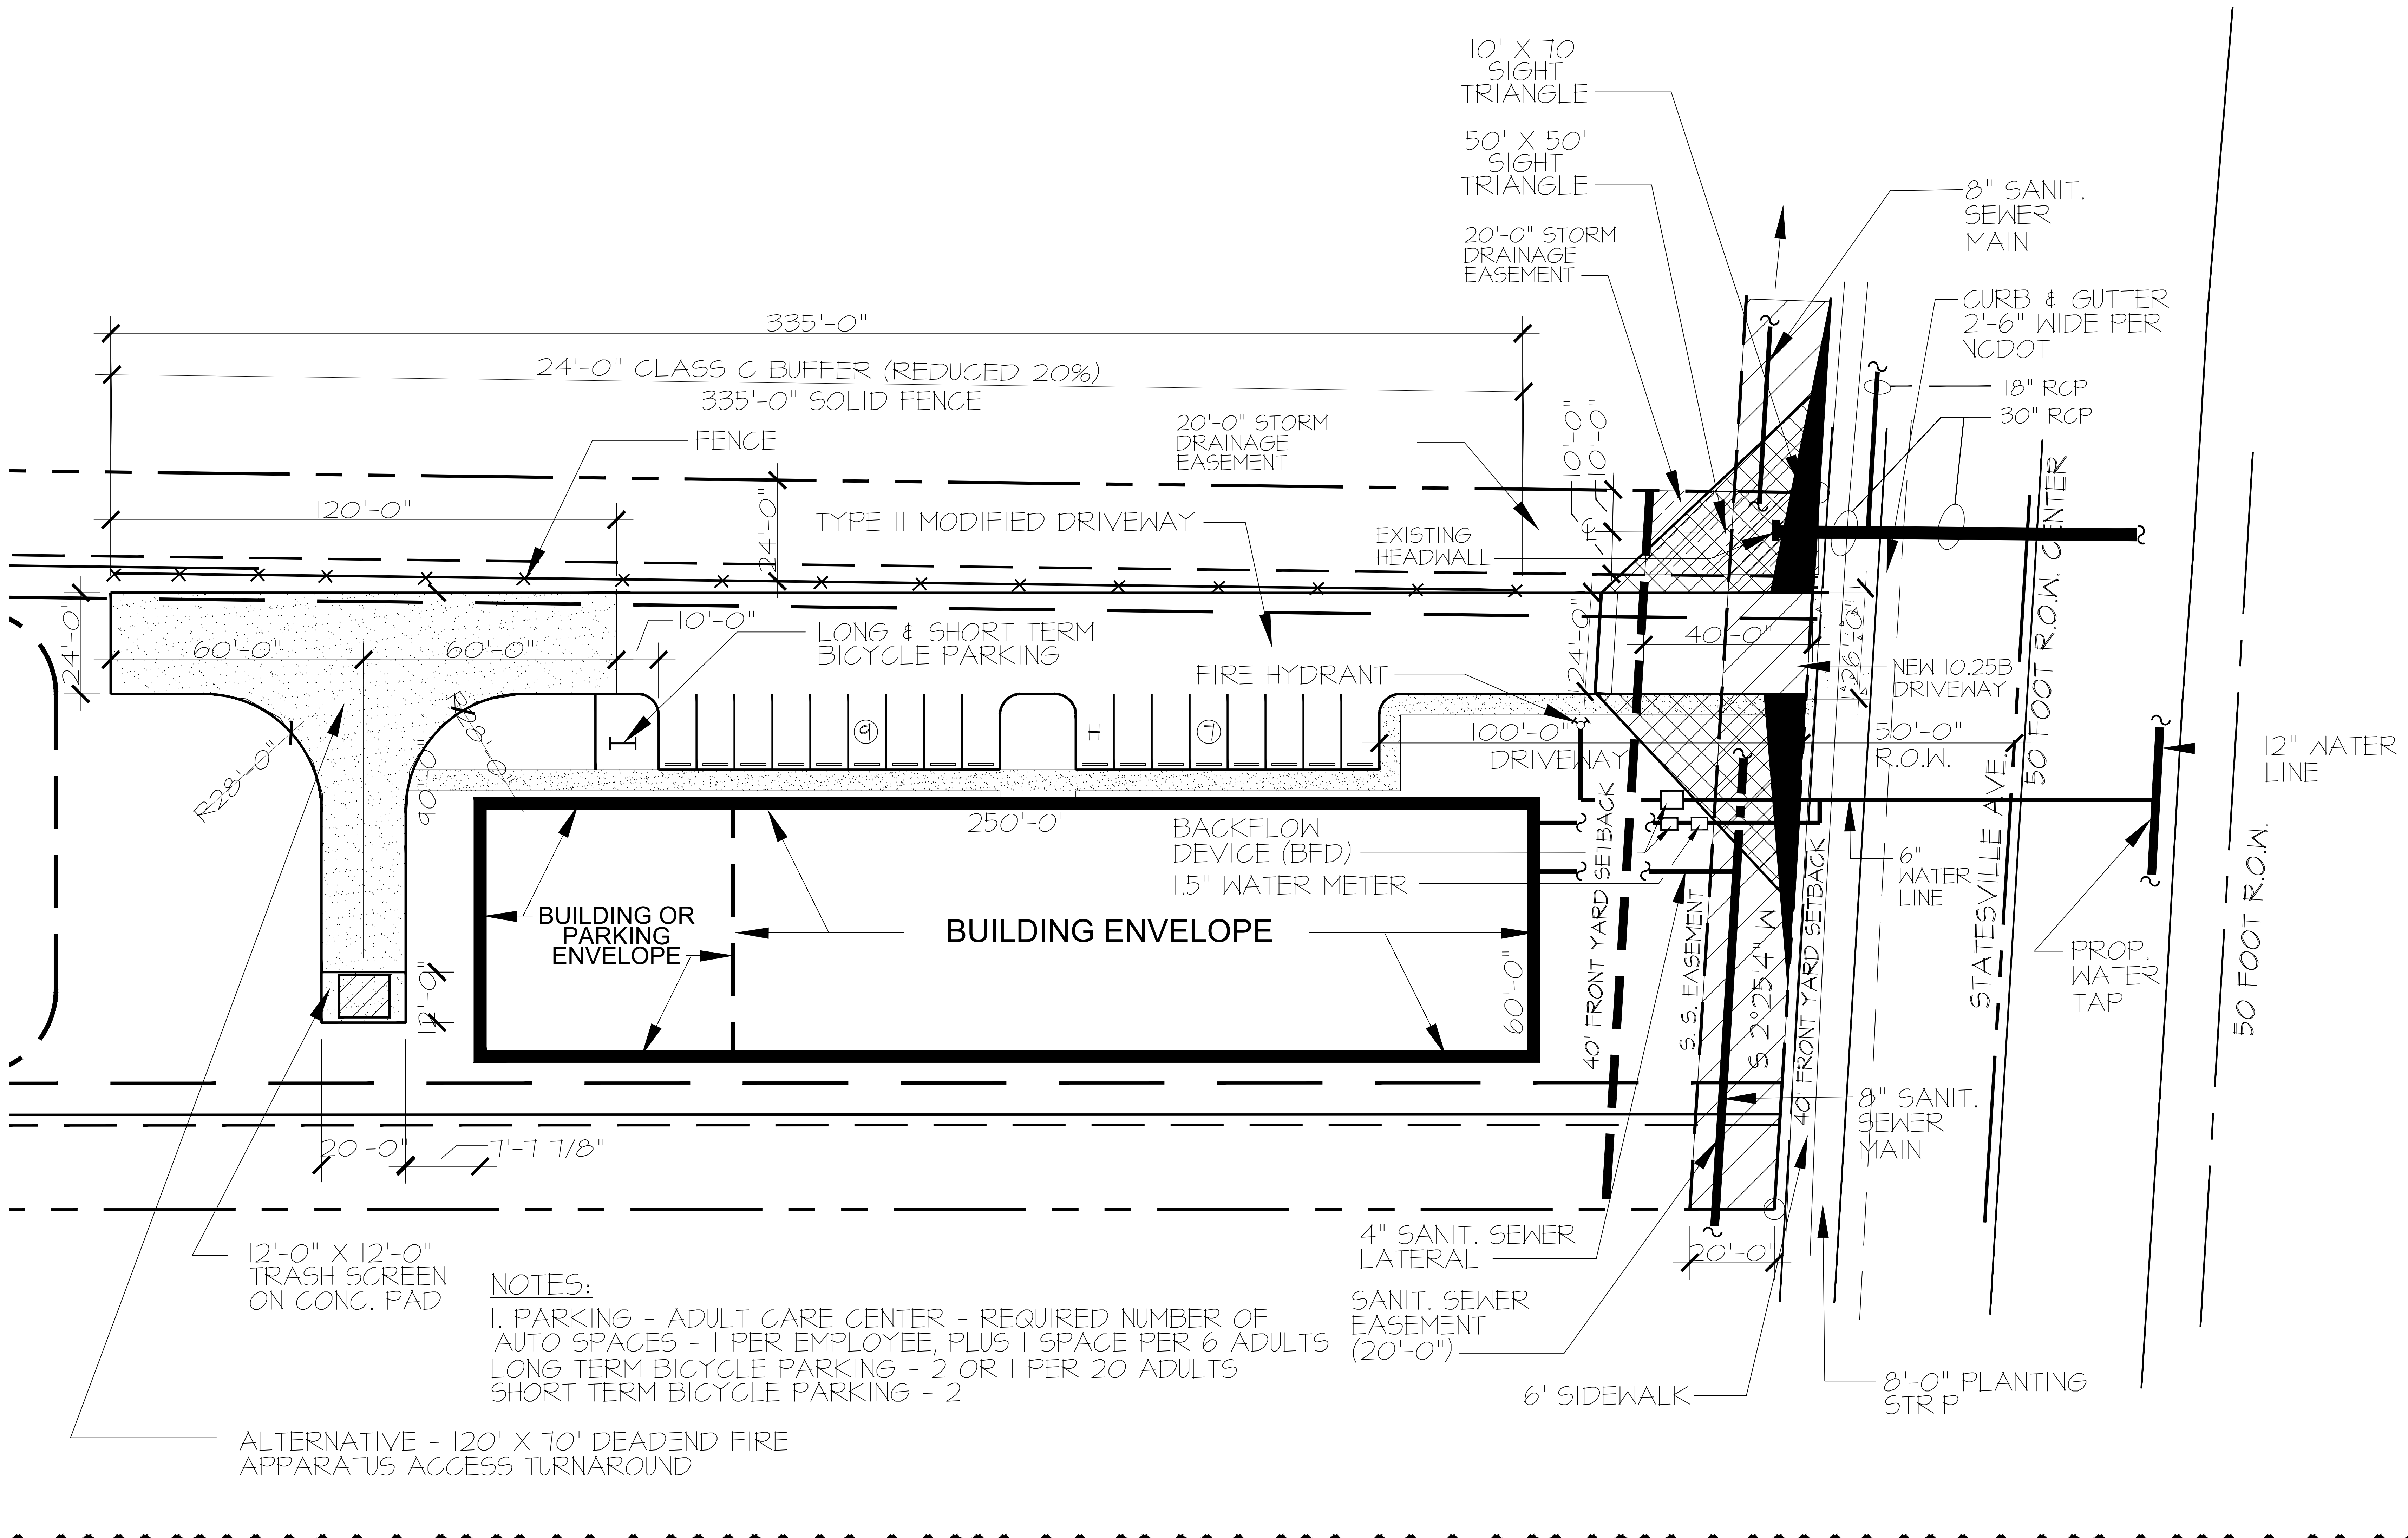 10' X 70'
SIGHT
TRIANGLE
50' X 50'
SIGHT
TRIANGLE
20'-0" STORM
DRAINAGE
EASEMENT
8" SANIT.
SEWER
MAIN
CURB & GUTTER
2'-6" WIDE PER
NCDOT
18" RCP
30" RCP
335'-0"
24'-0" CLASS C BUFFER (REDUCED 20%)
335'-0" SOLID FENCE
FENCE
20'-0" STORM
DRAINAGE
EASEMENT
10'-0"
10'-0"
120'-0"
24'-0"
TYPE II MODIFIED DRIVEWAY
EXISTING
HEADWALL
24'-0"
60'-0"
60'-0"
10'-0"
LONG & SHORT TERM
BICYCLE PARKING
FIRE HYDRANT
24'-0"
40'-0"
26'-0"
NEW 10.25B
DRIVEWAY
50 FOOT R.O.W. CENTER
R28'-0"
R28'-0"
90'-0"
9
H
7
100'-0"
DRIVEWAY
50'-0"
R.O.W.
12" WATER
LINE
250'-0"
BACKFLOW
DEVICE (BFD)
1.5" WATER METER
6"
WATER
LINE
BUILDING OR
PARKING
ENVELOPE
BUILDING ENVELOPE
60'-0"
40' FRONT YARD SETBACK
S. S. EASEMENT
S 2°25'4" W
40' FRONT YARD SETBACK
STATESVILLE AVE.
PROP.
WATER
TAP
50 FOOT R.O.W.
12'-0"
8" SANIT.
SEWER
MAIN
20'-0"
17'-7 7/8"
12'-0" X 12'-0"
TRASH SCREEN
ON CONC. PAD
4" SANIT. SEWER
LATERAL
20'-0"
SANIT. SEWER
EASEMENT
(20'-0")
6' SIDEWALK
8'-0" PLANTING
STRIP
NOTES:
1. PARKING - ADULT CARE CENTER - REQUIRED NUMBER OF
AUTO SPACES - 1 PER EMPLOYEE, PLUS 1 SPACE PER 6 ADULTS
LONG TERM BICYCLE PARKING - 2 OR 1 PER 20 ADULTS
SHORT TERM BICYCLE PARKING - 2
ALTERNATIVE - 120' X 70' DEADEND FIRE
APPARATUS ACCESS TURNAROUND